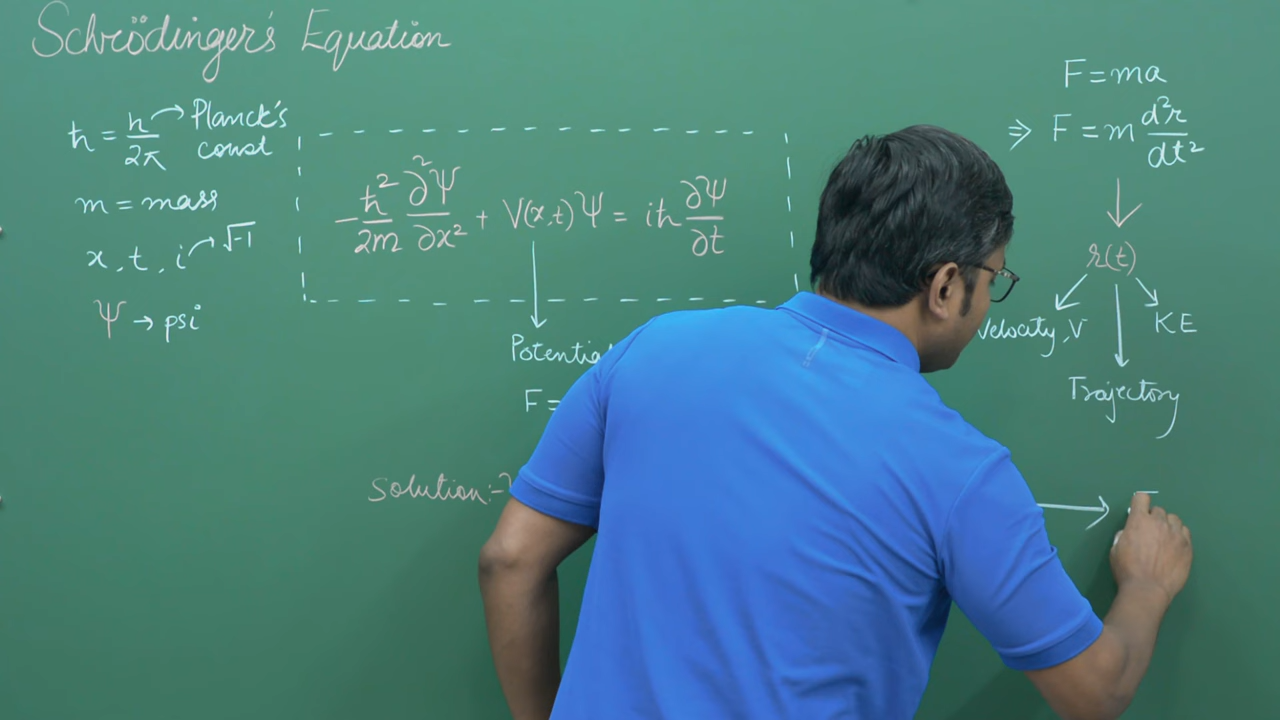 Schrödinger's Equation
ħ = h/2π → Planck's const
m = mass
x, t, i → √-1
Ψ → psi
-ħ²/2m ∂²Ψ/∂x² + V(x,t)Ψ = iħ ∂Ψ/∂t
↓
F=
Solution:-
F = ma
⇒ F = m d²r/dt²
↓
r(t)
Velocity, V
KE
Trajectory
→